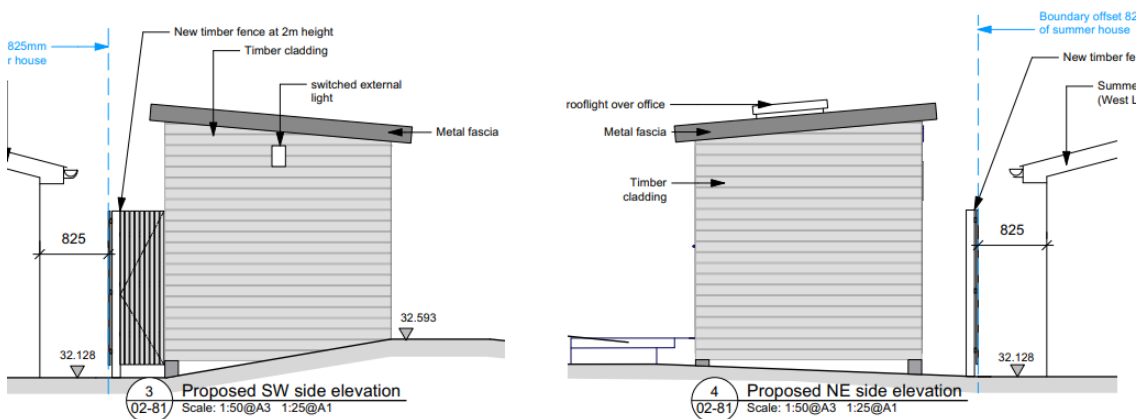 825mm
r house
New timber fence at 2m height
Timber cladding
switched external
light
Metal fascia
825
32.128
32.593
3
02-81
Proposed SW side elevation
Scale: 1:50@A3 1:25@A1
Boundary offset 82
of summer house
New timber fe
Summe
(West L
rooflight over office
Metal fascia
Timber
cladding
825
32.128
4
02-81
Proposed NE side elevation
Scale: 1:50@A3 1:25@A1